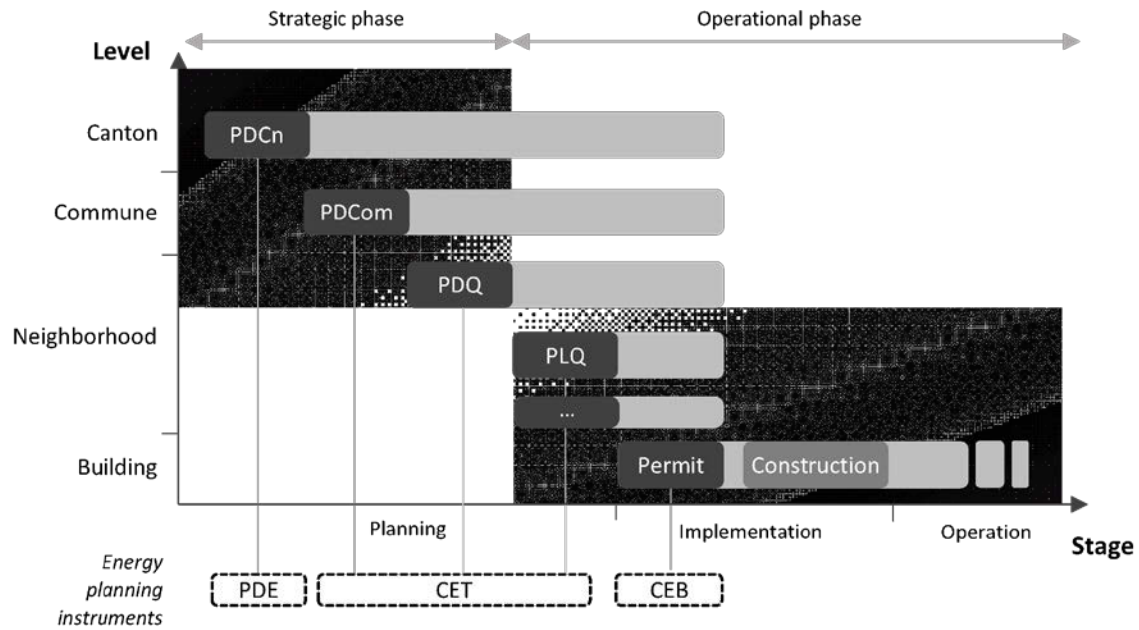 Strategic phase
Operational phase
Level
Canton
PDCn
Commune
PDCom
PDQ
Neighborhood
PLQ
...
Building
Permit
Construction
Planning
Implementation
Operation
Stage
Energy
planning
instruments
PDE
CET
CEB